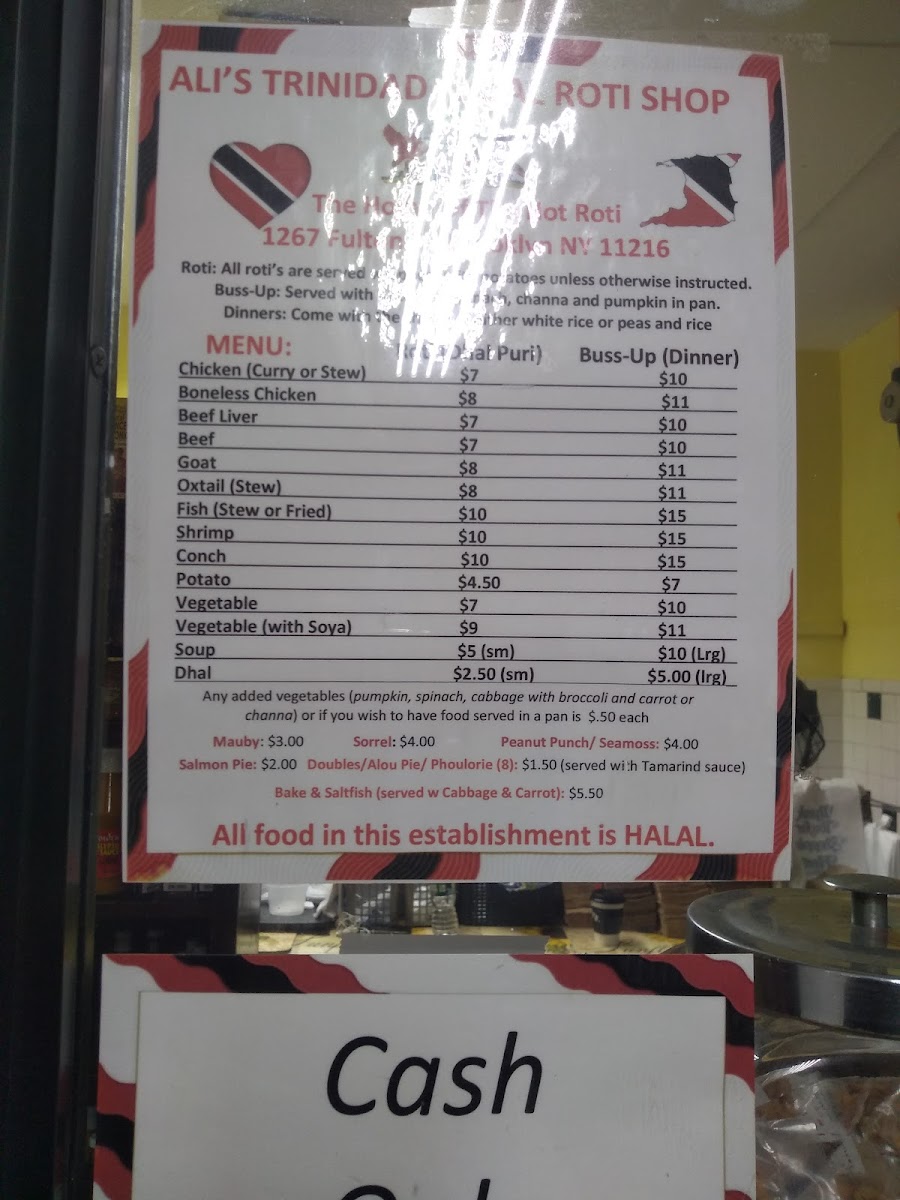 ALI'S TRINIDAD ROTI SHOP
The Hot Roti
1267 Fulton Brooklyn NY 11216
Roti: All roti's are served potatoes unless otherwise instructed.
Buss-Up: Served with channa and pumpkin in pan.
Dinners: Come with white rice or peas and rice
MENU: (Dhal Puri) Buss-Up (Dinner)
Chicken (Curry or Stew) $7 $10
Boneless Chicken $8 $11
Beef Liver $7 $10
Beef $7 $10
Goat $8 $11
Oxtail (Stew) $8 $11
Fish (Stew or Fried) $10 $15
Shrimp $10 $15
Conch $10 $15
Potato $4.50 $7
Vegetable $7 $10
Vegetable (with Soya) $9 $11
Soup $5 (sm) $10 (Lrg)
Dhal $2.50 (sm) $5.00 (lrg)
Any added vegetables (pumpkin, spinach, cabbage with broccoli and carrot or
channa) or if you wish to have food served in a pan is $.50 each
Mauby: $3.00 Sorrel: $4.00 Peanut Punch/ Seamoss: $4.00
Salmon Pie: $2.00 Doubles/Alou Pie/ Phoulorie (8): $1.50 (served with Tamarind sauce)
Bake & Saltfish (served w Cabbage & Carrot): $5.50
All food in this establishment is HALAL.
Cash